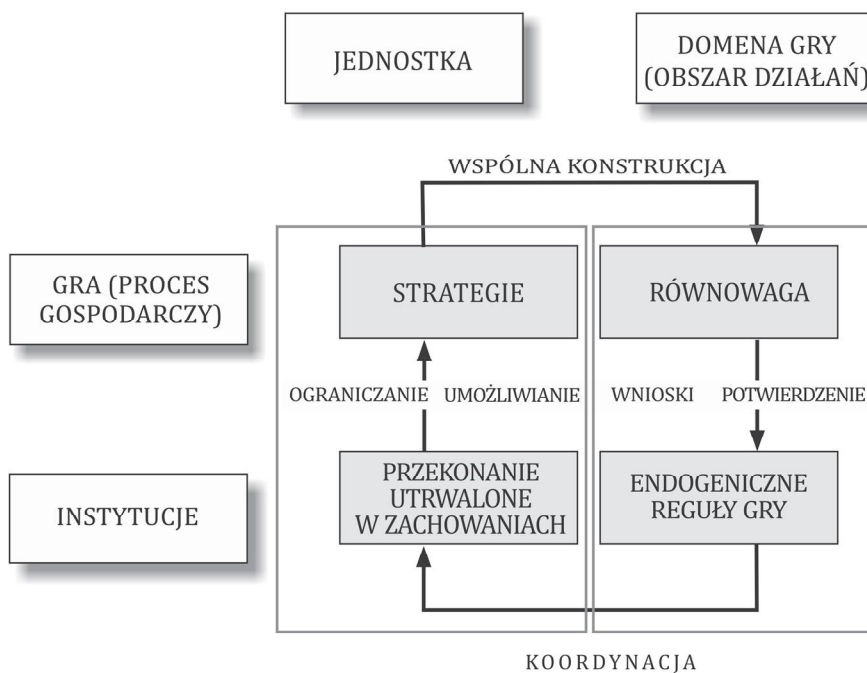 JEDNOSTKA
DOMENA GRY
(OBSZAR DZIAŁAŃ)
WSPÓLNA KONSTRUKCJA
GRA (PROCES
GOSPODARCZY)
STRATEGIE
RÓWNOWAGA
OGRANICZANIE UMOŻLIWIANIE
WNIOSKI POTWIERDZENIE
INSTYTUCJE
PRZEKONANIE
UTRWALONE
W ZACHOWANIACH
ENDOGENICZNE
REGUŁY GRY
KOORDYNACJA